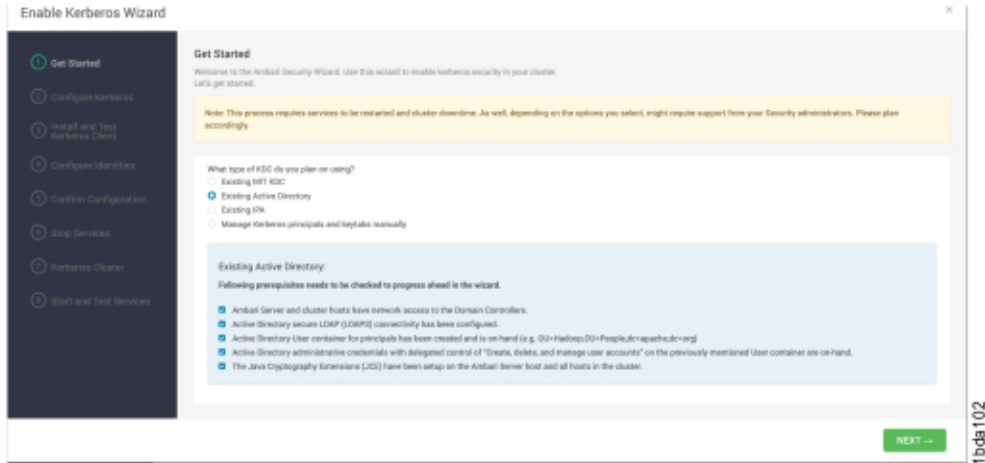 Enable Kerberos Wizard
×
1 Get Started
2 Configure Kerberos
3 Install and Test
Kerberos Client
4 Configure Identities
5 Confirm Configuration
6 Stop Services
7 Kerberize Cluster
8 Start and Test Services
Get Started
Welcome to the Ambari Security Wizard. Use this wizard to enable kerberos security in your cluster.
Let's get started.
Note: This process requires services to be restarted and cluster downtime. As well, depending on the options you select, might require support from your Security administrators. Please plan
accordingly.
What type of KDC do you plan on using?
Existing MIT KDC
Existing Active Directory
Existing IPA
Manage Kerberos principals and keytabs manually
Existing Active Directory:
Following prerequisites needs to be checked to progress ahead in the wizard.
Ambari Server and cluster hosts have network access to the Domain Controllers.
Active Directory secure LDAP (LDAPS) connectivity has been configured.
Active Directory User container for principals has been created and is on-hand (e.g. OU=Hadoop,OU=People,dc=apache,dc=org)
Active Directory administrative credentials with delegated control of "Create, delete, and manage user accounts" on the previously mentioned User container are on-hand.
The Java Cryptography Extensions (JCE) have been setup on the Ambari Server host and all hosts in the cluster.
NEXT →
1bda102